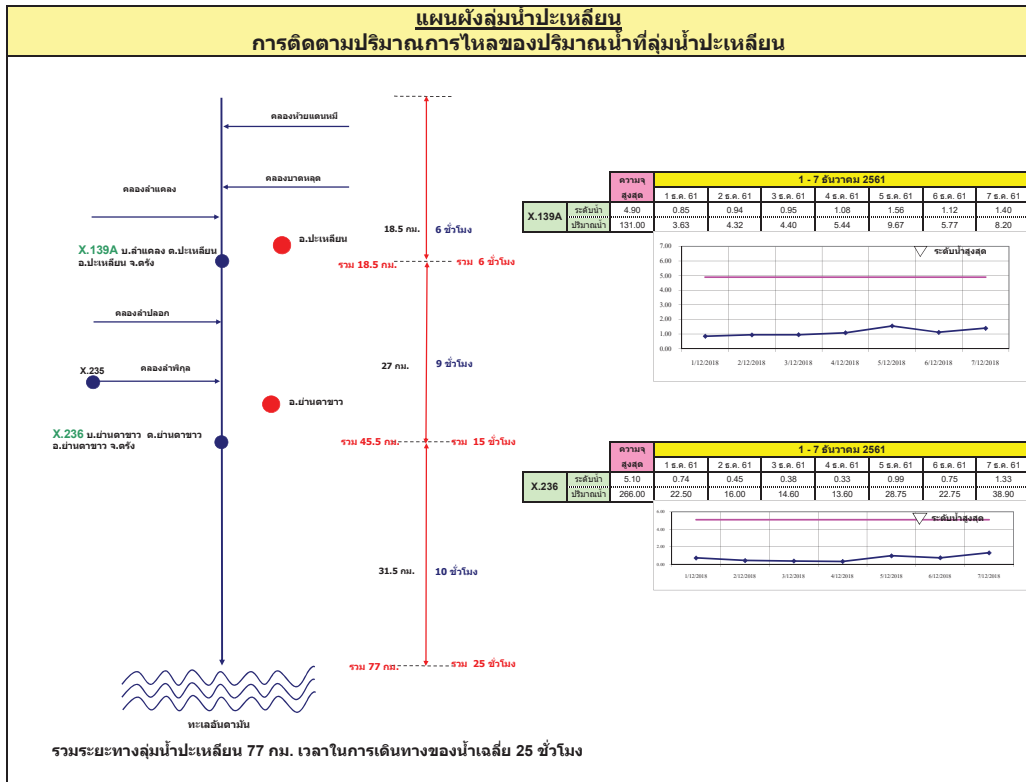 แผนผังลุ่มน้ำปะเหลียน
การติดตามปริมาณการไหลของปริมาณน้ำที่ลุ่มน้ำปะเหลียน
คลองห้วยแดนหมี
คลองบาตหลุด
คลองลำแคลง
อ.ปะเหลียน
X.139A บ.ลำแคลง ต.ปะเหลียน
อ.ปะเหลียน จ.ตรัง
18.5 กม. 6 ชั่วโมง
รวม 18.5 กม. รวม 6 ชั่วโมง
คลองลำปลอก
X.235 คลองลำพิกุล
27 กม. 9 ชั่วโมง
อ.ย่านตาขาว
X.236 บ.ย่านตาขาว ต.ย่านตาขาว
อ.ย่านตาขาว จ.ตรัง
รวม 45.5 กม. รวม 15 ชั่วโมง
31.5 กม. 10 ชั่วโมง
รวม 77 กม. รวม 25 ชั่วโมง
ทะเลอันดามัน
รวมระยะทางลุ่มน้ำปะเหลียน 77 กม. เวลาในการเดินทางของน้ำเฉลี่ย 25 ชั่วโมง
ความจุ 1 - 7 ธันวาคม 2561
สูงสุด 1 ธ.ค. 61 2 ธ.ค. 61 3 ธ.ค. 61 4 ธ.ค. 61 5 ธ.ค. 61 6 ธ.ค. 61 7 ธ.ค. 61
X.139A ระดับน้ำ 4.90 0.85 0.94 0.95 1.08 1.56 1.12 1.40
ปริมาณน้ำ 131.00 3.63 4.32 4.40 5.44 9.67 5.77 8.20
ระดับน้ำสูงสุด
7.00
6.00
5.00
4.00
3.00
2.00
1.00
0.00
1/12/2018 2/12/2018 3/12/2018 4/12/2018 5/12/2018 6/12/2018 7/12/2018
ความจุ 1 - 7 ธันวาคม 2561
สูงสุด 1 ธ.ค. 61 2 ธ.ค. 61 3 ธ.ค. 61 4 ธ.ค. 61 5 ธ.ค. 61 6 ธ.ค. 61 7 ธ.ค. 61
X.236 ระดับน้ำ 5.10 0.74 0.45 0.38 0.33 0.99 0.75 1.33
ปริมาณน้ำ 266.00 22.50 16.00 14.60 13.60 28.75 22.75 38.90
ระดับน้ำสูงสุด
6.00
4.00
2.00
0.00
1/12/2018 2/12/2018 3/12/2018 4/12/2018 5/12/2018 6/12/2018 7/12/2018